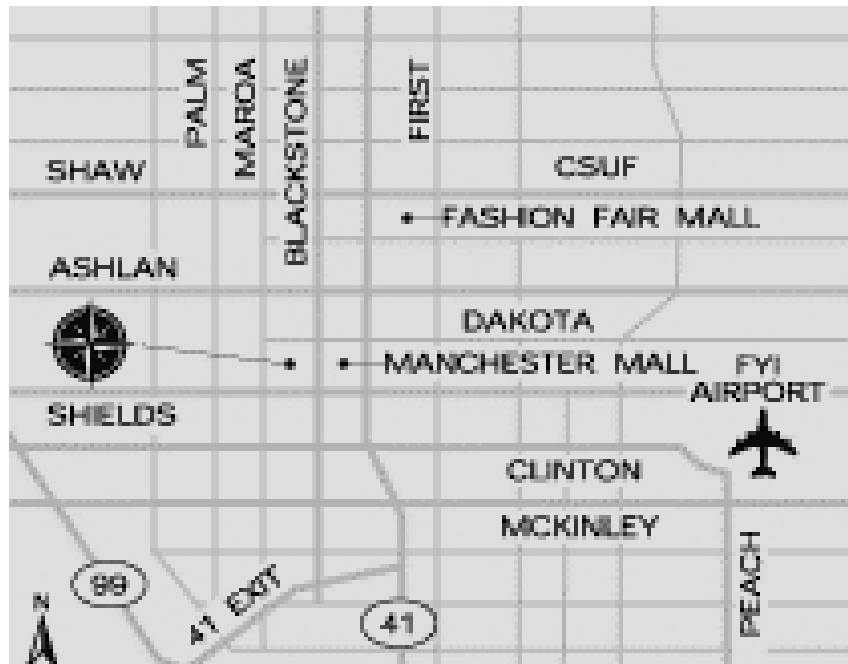 PALM
MAROA
BLACKSTONE
FIRST
SHAW
CSUF
FASHION FAIR MALL
ASHLAN
DAKOTA
MANCHESTER MALL
FYI
AIRPORT
SHIELDS
CLINTON
MCKINLEY
PEACH
99
41 EXIT
41
N